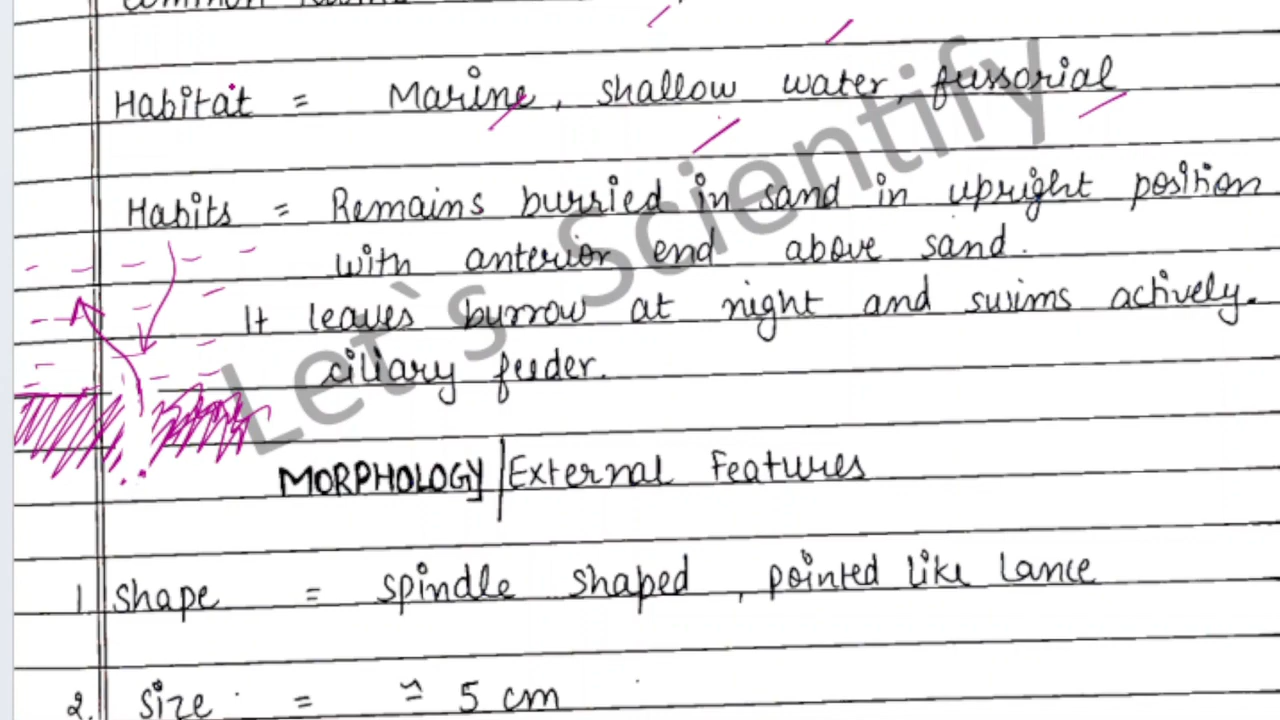 Habitat = Marine, shallow water, fussorial
Habits = Remains burried in sand in upright position
with anterior end above sand.
It leaves burrow at night and swims actively.
ciliary feeder.
MORPHOLOGY | External Features
1. Shape = spindle shaped, pointed like lance
2. Size = ≃ 5 cm
Let's Scientify